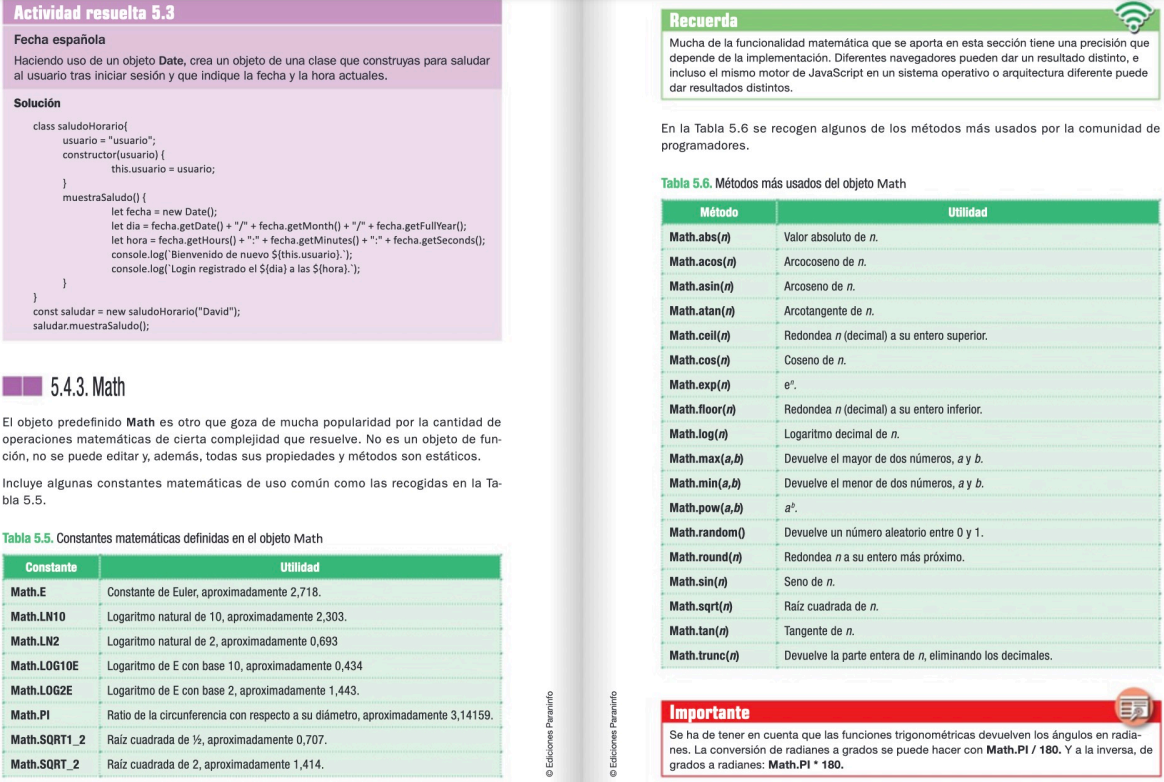 Actividad resuelta 5.3
Fecha española
Haciendo uso de un objeto Date, crea un objeto de una clase que construyas para saludar
al usuario tras iniciar sesión y que indique la fecha y la hora actuales.
Solución
class saludoHorario{
usuario = "usuario";
constructor(usuario) {
this.usuario = usuario;
}
muestraSaludo() {
let fecha = new Date();
let dia = fecha.getDate() + "/" + fecha.getMonth() + "/" + fecha.getFullYear();
let hora = fecha.getHours() + ":" + fecha.getMinutes() + ":" + fecha.getSeconds();
console.log(`Bienvenido de nuevo ${this.usuario}.`);
console.log(`Login registrado el ${dia} a las ${hora}.`);
}
}
const saludar = new saludoHorario("David");
saludar.muestraSaludo();
5.4.3. Math
El objeto predefinido Math es otro que goza de mucha popularidad por la cantidad de
operaciones matemáticas de cierta complejidad que resuelve. No es un objeto de fun-
ción, no se puede editar y, además, todas sus propiedades y métodos son estáticos.
Incluye algunas constantes matemáticas de uso común como las recogidas en la Ta-
bla 5.5.
Tabla 5.5. Constantes matemáticas definidas en el objeto Math
Constante Utilidad
Math.E Constante de Euler, aproximadamente 2,718.
Math.LN10 Logaritmo natural de 10, aproximadamente 2,303.
Math.LN2 Logaritmo natural de 2, aproximadamente 0,693
Math.LOG10E Logaritmo de E con base 10, aproximadamente 0,434
Math.LOG2E Logaritmo de E con base 2, aproximadamente 1,443.
Math.PI Ratio de la circunferencia con respecto a su diámetro, aproximadamente 3,14159.
Math.SQRT1_2 Raíz cuadrada de ½, aproximadamente 0,707.
Math.SQRT_2 Raíz cuadrada de 2, aproximadamente 1,414.
© Ediciones Paraninfo
© Ediciones Paraninfo
Recuerda
Mucha de la funcionalidad matemática que se aporta en esta sección tiene una precisión que
depende de la implementación. Diferentes navegadores pueden dar un resultado distinto, e
incluso el mismo motor de JavaScript en un sistema operativo o arquitectura diferente puede
dar resultados distintos.
En la Tabla 5.6 se recogen algunos de los métodos más usados por la comunidad de
programadores.
Tabla 5.6. Métodos más usados del objeto Math
Método Utilidad
Math.abs(n) Valor absoluto de n.
Math.acos(n) Arcocoseno de n.
Math.asin(n) Arcoseno de n.
Math.atan(n) Arcotangente de n.
Math.ceil(n) Redondea n (decimal) a su entero superior.
Math.cos(n) Coseno de n.
Math.exp(n) eⁿ.
Math.floor(n) Redondea n (decimal) a su entero inferior.
Math.log(n) Logaritmo decimal de n.
Math.max(a,b) Devuelve el mayor de dos números, a y b.
Math.min(a,b) Devuelve el menor de dos números, a y b.
Math.pow(a,b) aᵇ.
Math.random() Devuelve un número aleatorio entre 0 y 1.
Math.round(n) Redondea n a su entero más próximo.
Math.sin(n) Seno de n.
Math.sqrt(n) Raíz cuadrada de n.
Math.tan(n) Tangente de n.
Math.trunc(n) Devuelve la parte entera de n, eliminando los decimales.
Importante
Se ha de tener en cuenta que las funciones trigonométricas devuelven los ángulos en radia-
nes. La conversión de radianes a grados se puede hacer con Math.PI / 180. Y a la inversa, de
grados a radianes: Math.PI * 180.